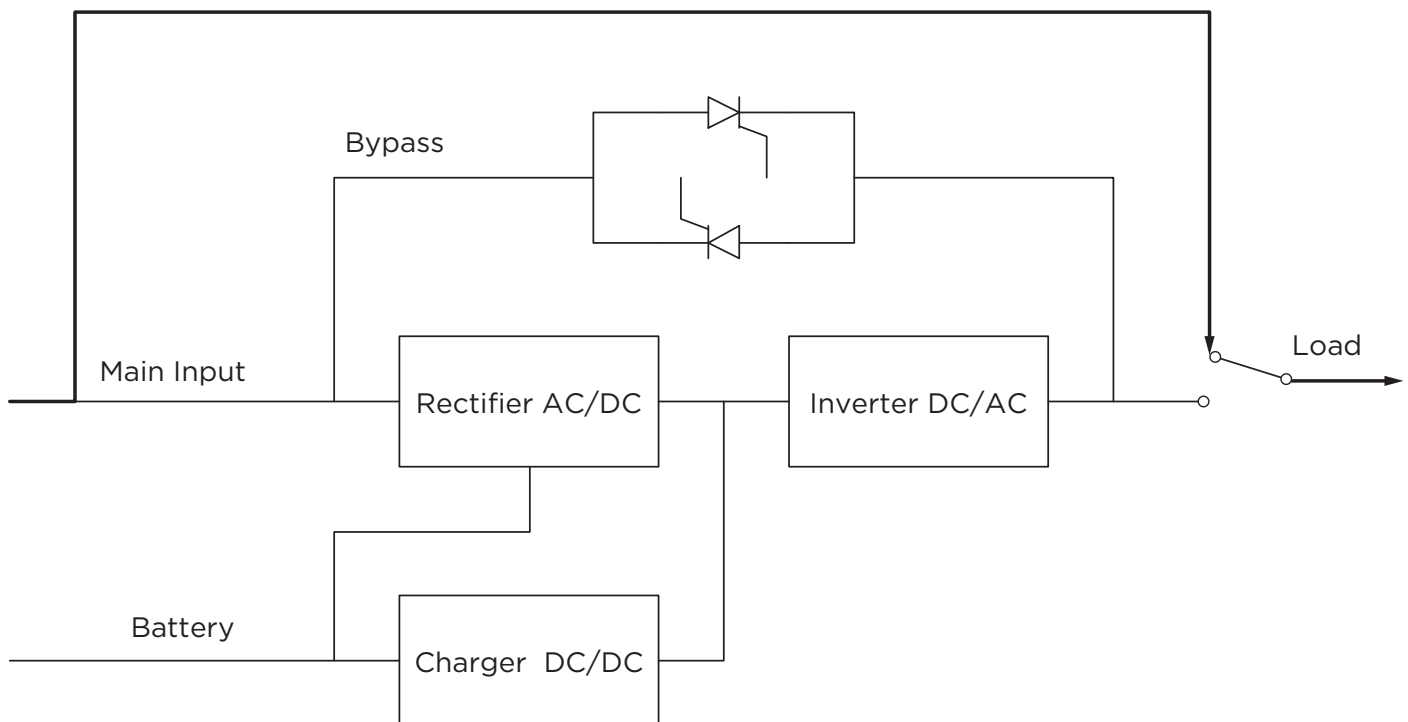 Bypass
Load
Main Input
Rectifier AC/DC
Inverter DC/AC
Battery
Charger DC/DC